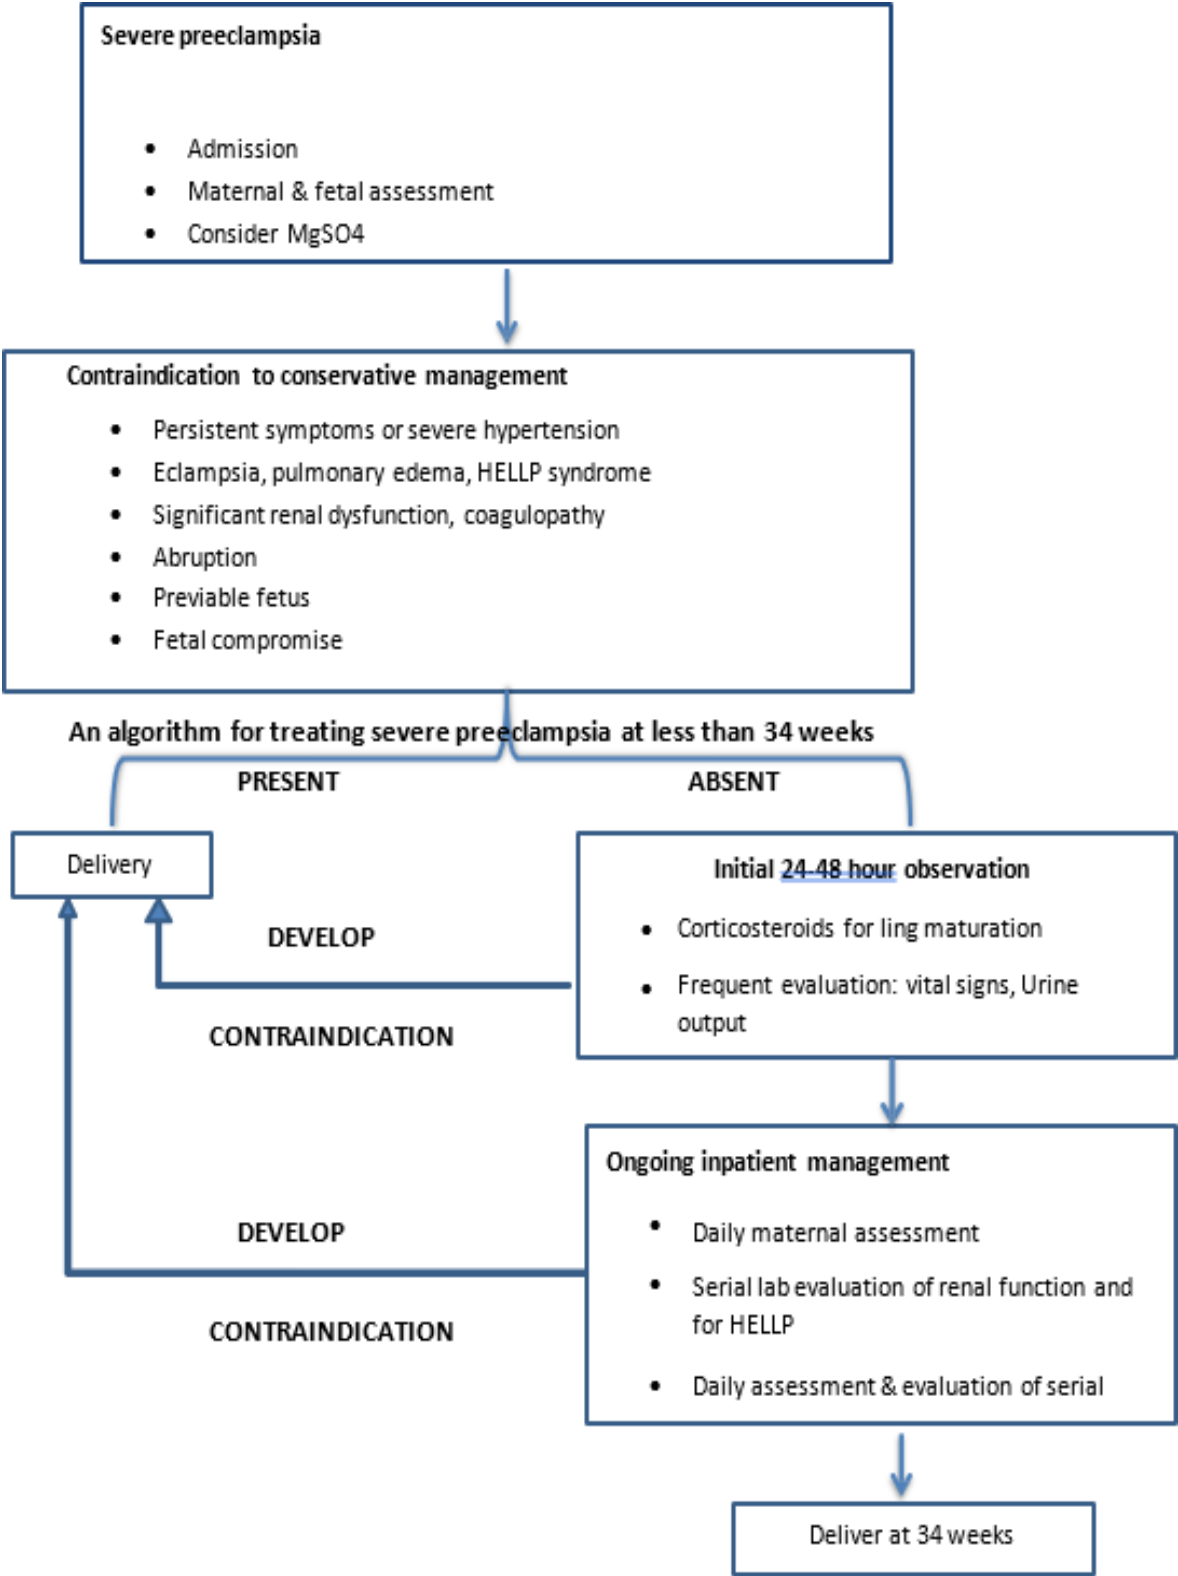 Severe preeclampsia
• Admission
• Maternal & fetal assessment
• Consider MgSO4
Contraindication to conservative management
• Persistent symptoms or severe hypertension
• Eclampsia, pulmonary edema, HELLP syndrome
• Significant renal dysfunction, coagulopathy
• Abruption
• Previable fetus
• Fetal compromise
An algorithm for treating severe preeclampsia at less than 34 weeks
PRESENT
ABSENT
Delivery
Initial 24-48 hour observation
• Corticosteroids for ling maturation
• Frequent evaluation: vital signs, Urine
output
DEVELOP
CONTRAINDICATION
Ongoing inpatient management
• Daily maternal assessment
• Serial lab evaluation of renal function and
for HELLP
• Daily assessment & evaluation of serial
DEVELOP
CONTRAINDICATION
Deliver at 34 weeks